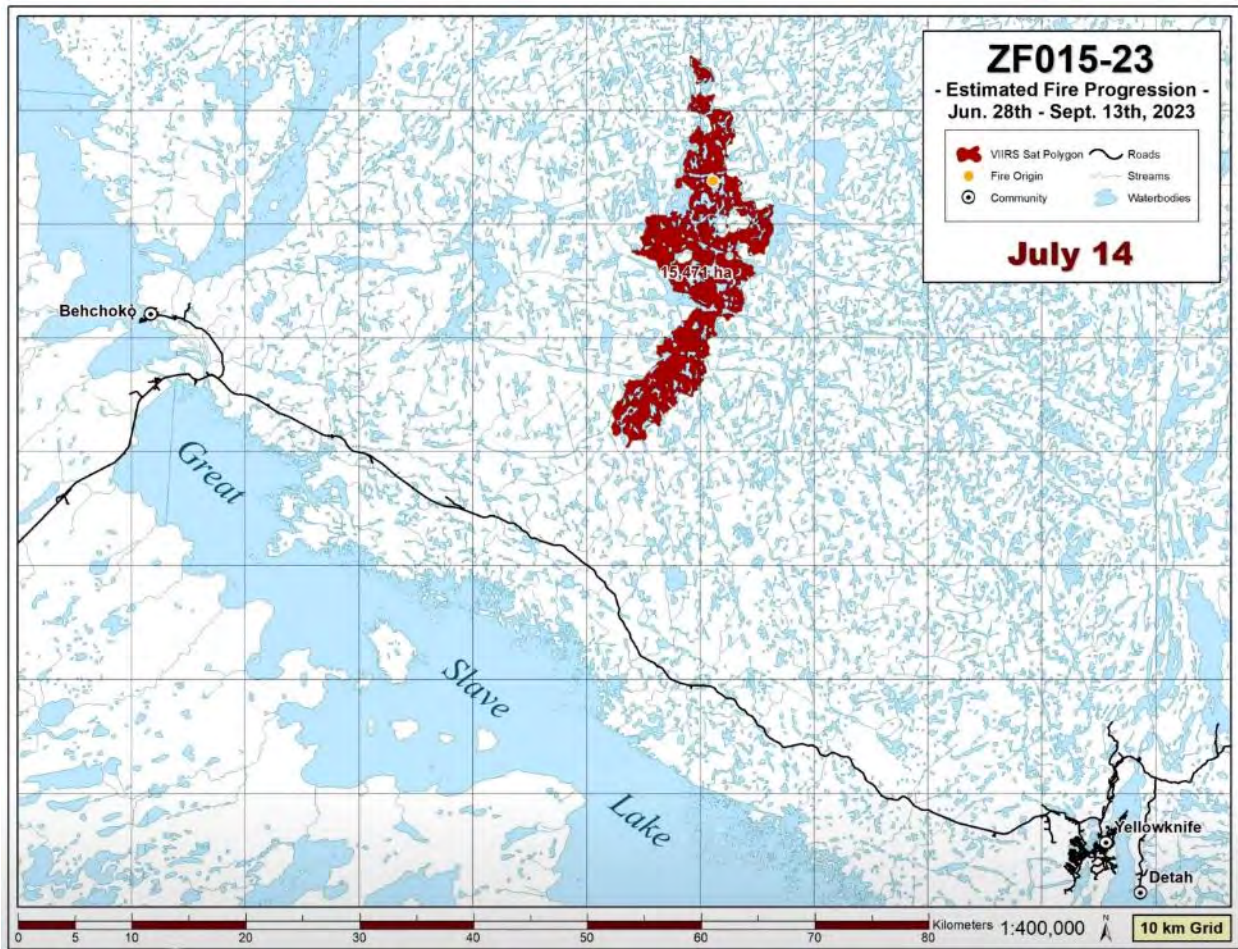 ZF015-23
- Estimated Fire Progression -
Jun. 28th - Sept. 13th, 2023
VIIRS Sat Polygon
Roads
Fire Origin
Streams
Community
Waterbodies
July 14
15,471 ha
Behchokǫ
Great
Slave
Lake
Yellowknife
Detah
0 5 10 20 30 40 50 60 70 80 Kilometers 1:400,000 N 10 km Grid